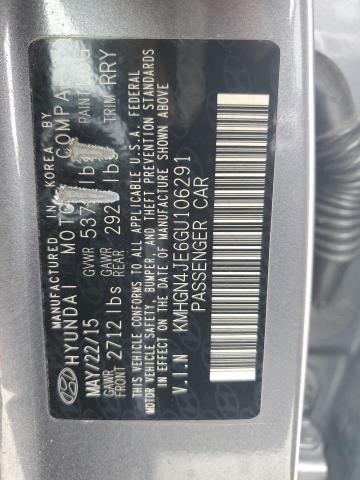 MANUFACTURED IN KOREA BY
HYUNDAI MOTOR COMPANY
MAY/22/15 GVWR lbs PAINT
GAWR FRONT 2712 lbs GAWR REAR lbs TRIM RRY
THIS VEHICLE CONFORMS TO ALL APPLICABLE U.S.A. FEDERAL
MOTOR VEHICLE SAFETY, BUMPER, AND THEFT PREVENTION STANDARDS
IN EFFECT ON THE DATE OF MANUFACTURE SHOWN ABOVE.
V.I.N KMHGN4JE6GU106291
PASSENGER CAR